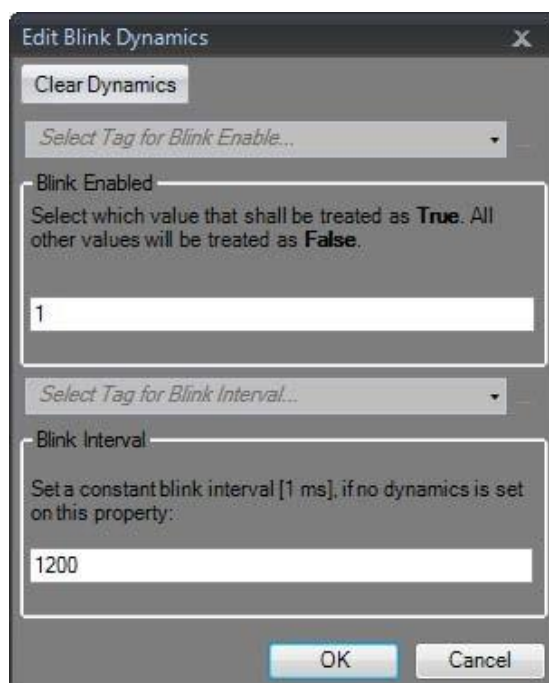 Edit Blink Dynamics
Clear Dynamics
Select Tag for Blink Enable...
Blink Enabled
Select which value that shall be treated as True. All
other values will be treated as False.
1
Select Tag for Blink Interval...
Blink Interval
Set a constant blink interval [1 ms], if no dynamics is set
on this property:
1200
OK
Cancel